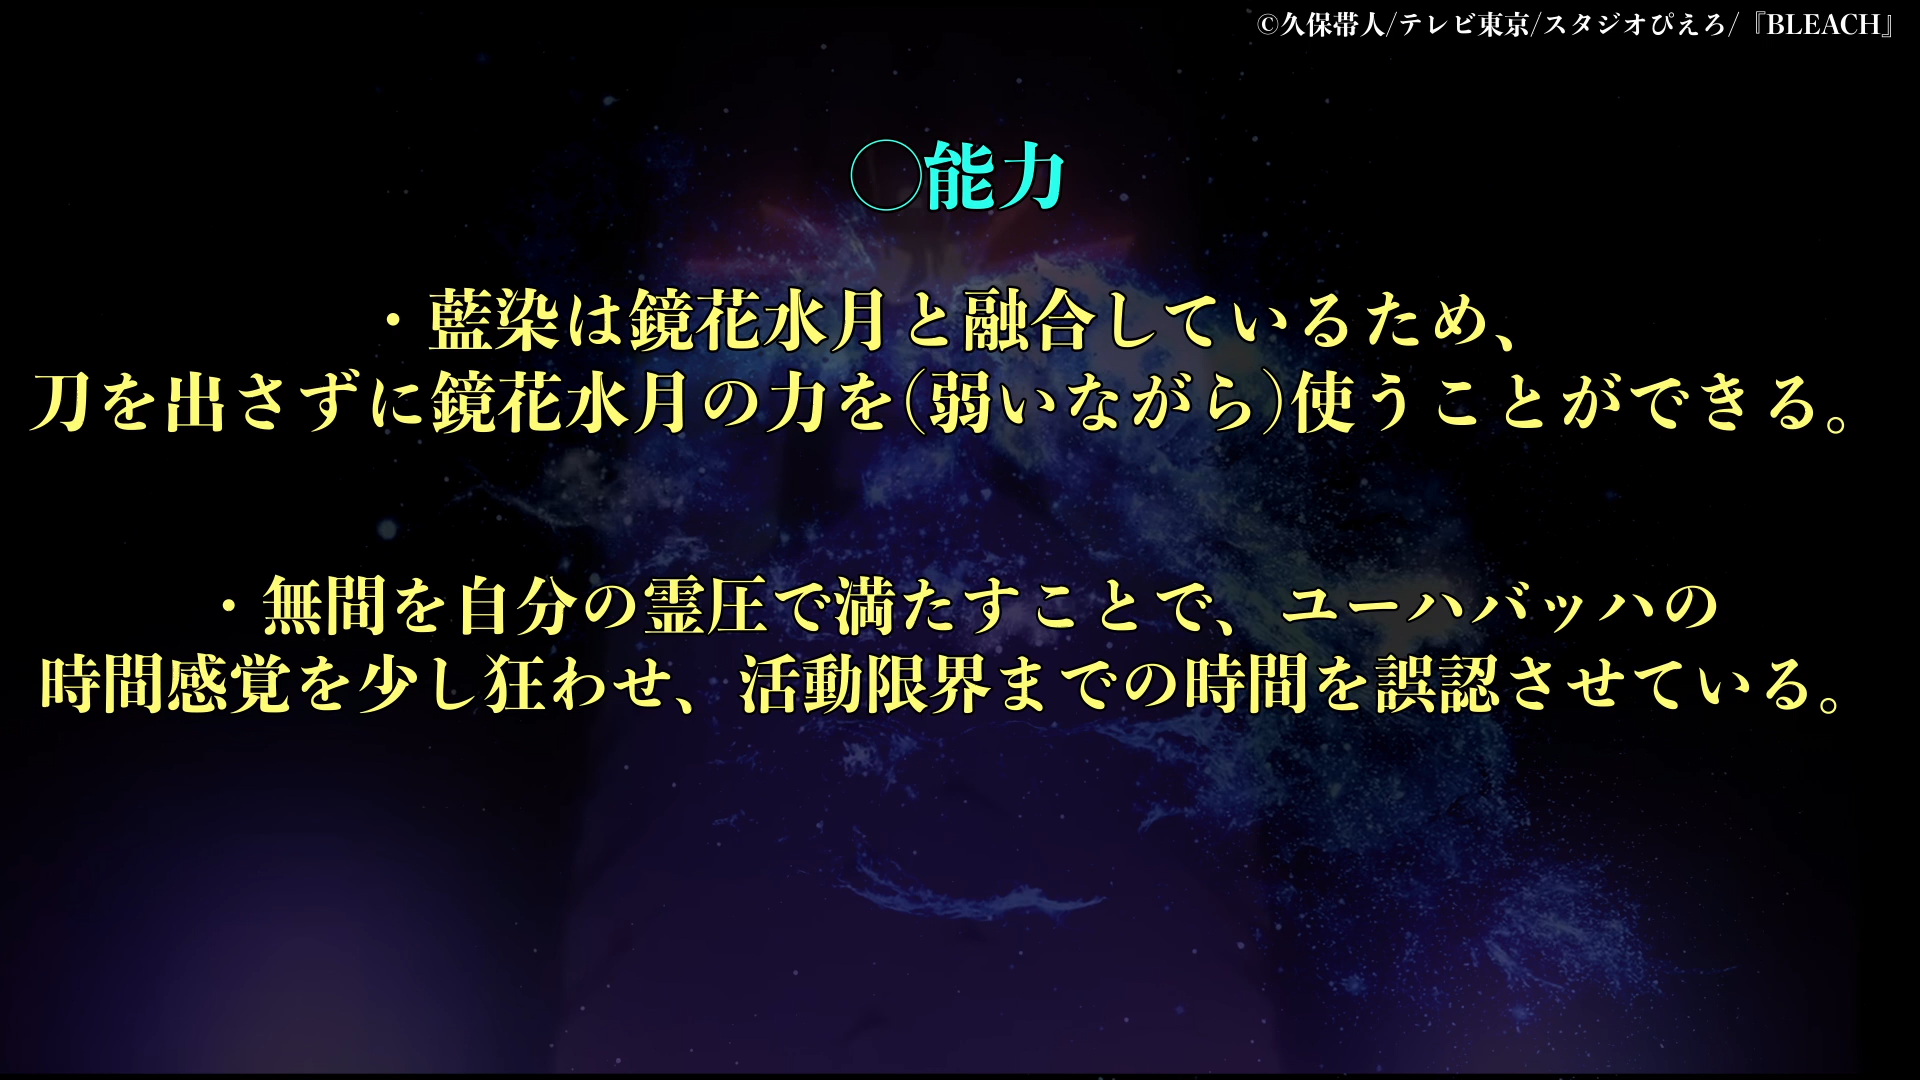 ©久保帯人/テレビ東京/スタジオぴえろ/『BLEACH』
◯能力
・藍染は鏡花水月と融合しているため、
刀を出さずに鏡花水月の力を(弱いながら)使うことができる。
・無間を自分の霊圧で満たすことで、ユーハバッハの
時間感覚を少し狂わせ、活動限界までの時間を誤認させている。